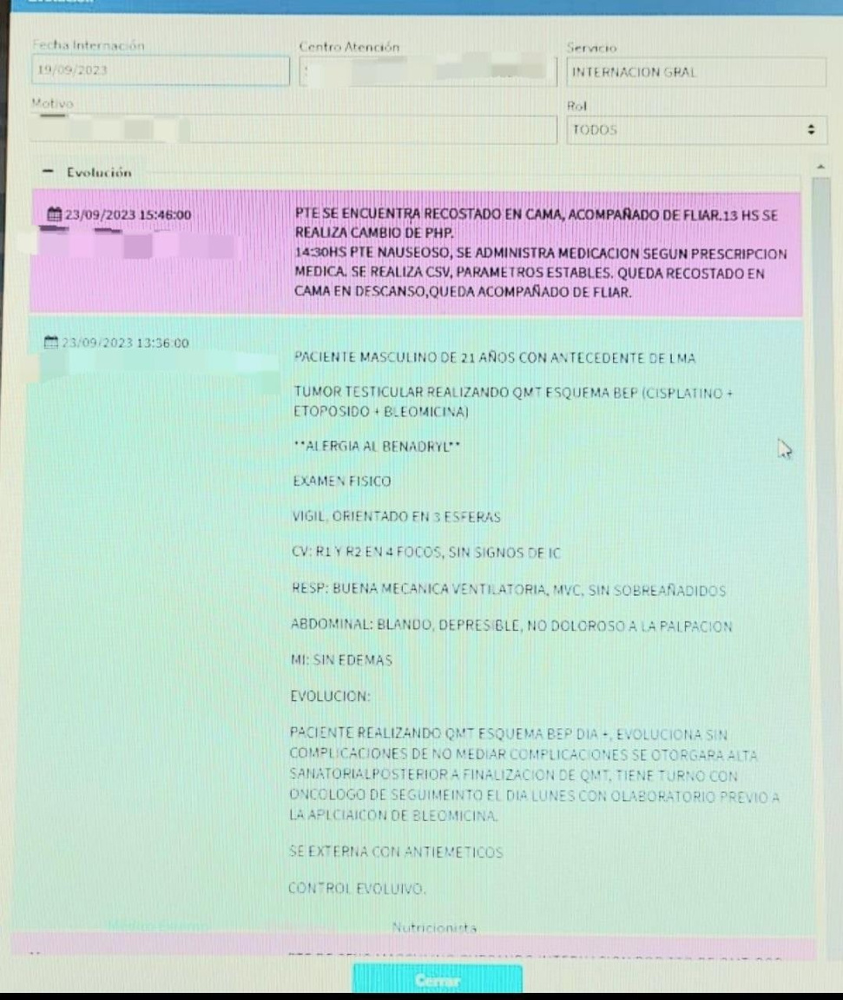 Evolución
Fecha Internación
Centro Atención
Servicio
19/09/2023
INTERNACION GRAL
Motivo
Rol
TODOS
− Evolución
23/09/2023 15:46:00
PTE SE ENCUENTRA RECOSTADO EN CAMA, ACOMPAÑADO DE FLIAR.13 HS SE
REALIZA CAMBIO DE PHP.
14:30HS PTE NAUSEOSO, SE ADMINISTRA MEDICACION SEGUN PRESCRIPCION
MEDICA. SE REALIZA CSV, PARAMETROS ESTABLES. QUEDA RECOSTADO EN
CAMA EN DESCANSO,QUEDA ACOMPAÑADO DE FLIAR.
23/09/2023 13:36:00
PACIENTE MASCULINO DE 21 AÑOS CON ANTECEDENTE DE LMA
TUMOR TESTICULAR REALIZANDO QMT ESQUEMA BEP (CISPLATINO +
ETOPOSIDO + BLEOMICINA)
**ALERGIA AL BENADRYL**
EXAMEN FISICO
VIGIL, ORIENTADO EN 3 ESFERAS
CV: R1 Y R2 EN 4 FOCOS, SIN SIGNOS DE IC
RESP: BUENA MECANICA VENTILATORIA, MVC, SIN SOBREAÑADIDOS
ABDOMINAL: BLANDO, DEPRESIBLE, NO DOLOROSO A LA PALPACION
MI: SIN EDEMAS
EVOLUCION:
PACIENTE REALIZANDO QMT ESQUEMA BEP DIA +, EVOLUCIONA SIN
COMPLICACIONES DE NO MEDIAR COMPLICACIONES SE OTORGARA ALTA
SANATORIALPOSTERIOR A FINALIZACION DE QMT, TIENE TURNO CON
ONCOLOGO DE SEGUIMEINTO EL DIA LUNES CON OLABORATORIO PREVIO A
LA APLCIAICON DE BLEOMICINA.
SE EXTERNA CON ANTIEMETICOS
CONTROL EVOLUIVO.
Médico Externo
Nutricionista
Cerrar